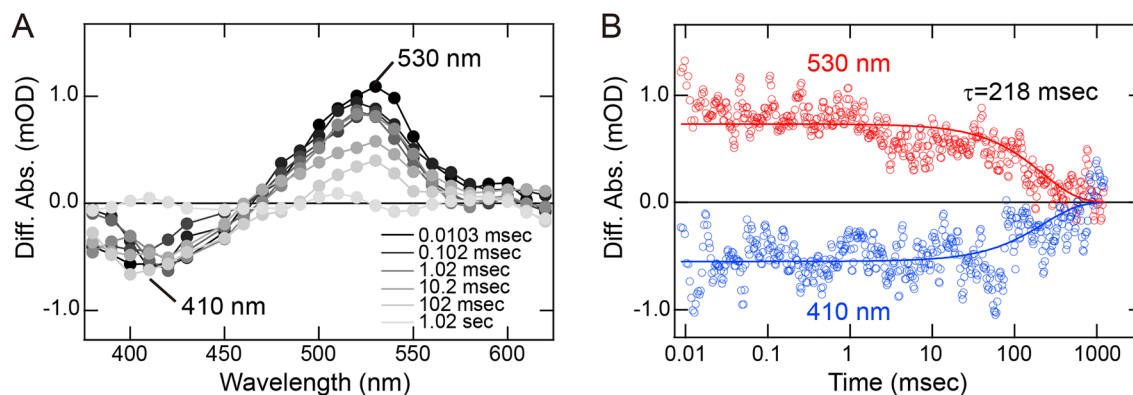 A
530 nm
1.0
0.0
-1.0
Diff. Abs. (mOD)
410 nm
0.0103 msec
0.102 msec
1.02 msec
10.2 msec
102 msec
1.02 sec
400
450
500
550
600
Wavelength (nm)
B
530 nm
τ=218 msec
1.0
0.0
-1.0
Diff. Abs. (mOD)
410 nm
0.01
0.1
1
10
100
1000
Time (msec)